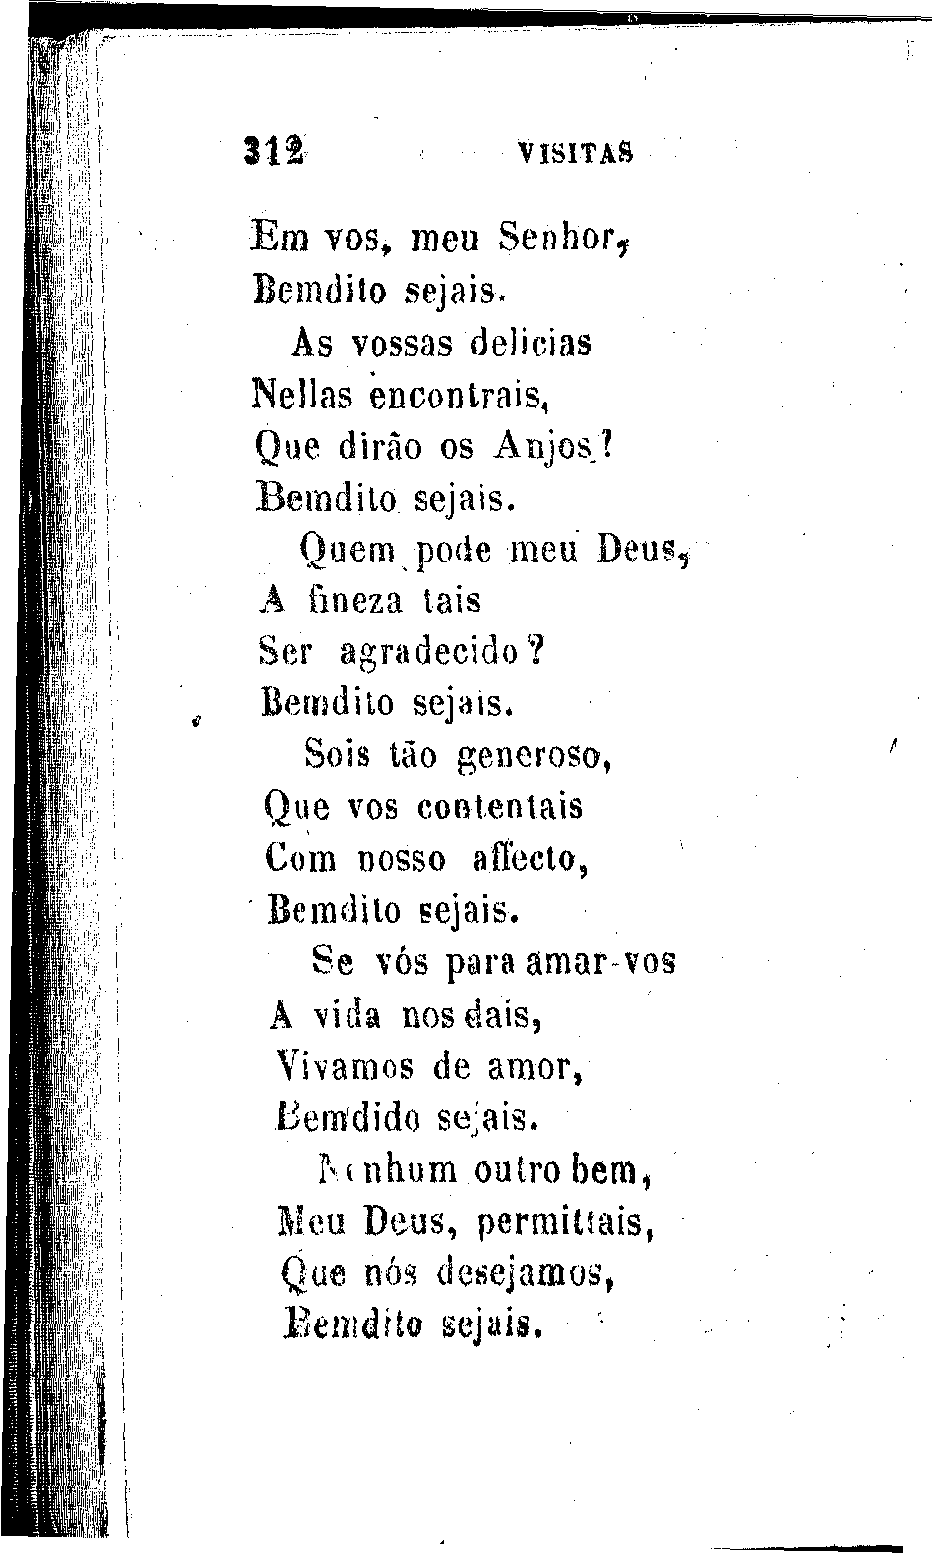 312 VISITAS
Em vos, meu Senhor,
Bemdito sejais.
As vossas delicias
Nellas encontrais,
Que dirão os Anjos?
Bemdito sejais.
Quem pode meu Deus,
A fineza tais
Ser agradecido?
Bemdito sejais.
Sois tão generoso,
Que vos contentais
Com nosso affecto,
Bemdito sejais.
Se vós para amar-vos
A vida nos dais,
Vivamos de amor,
Bemdido sejais.
Nenhum outro bem,
Meu Deus, permittais,
Que nós desejamos,
Bemdito sejais.